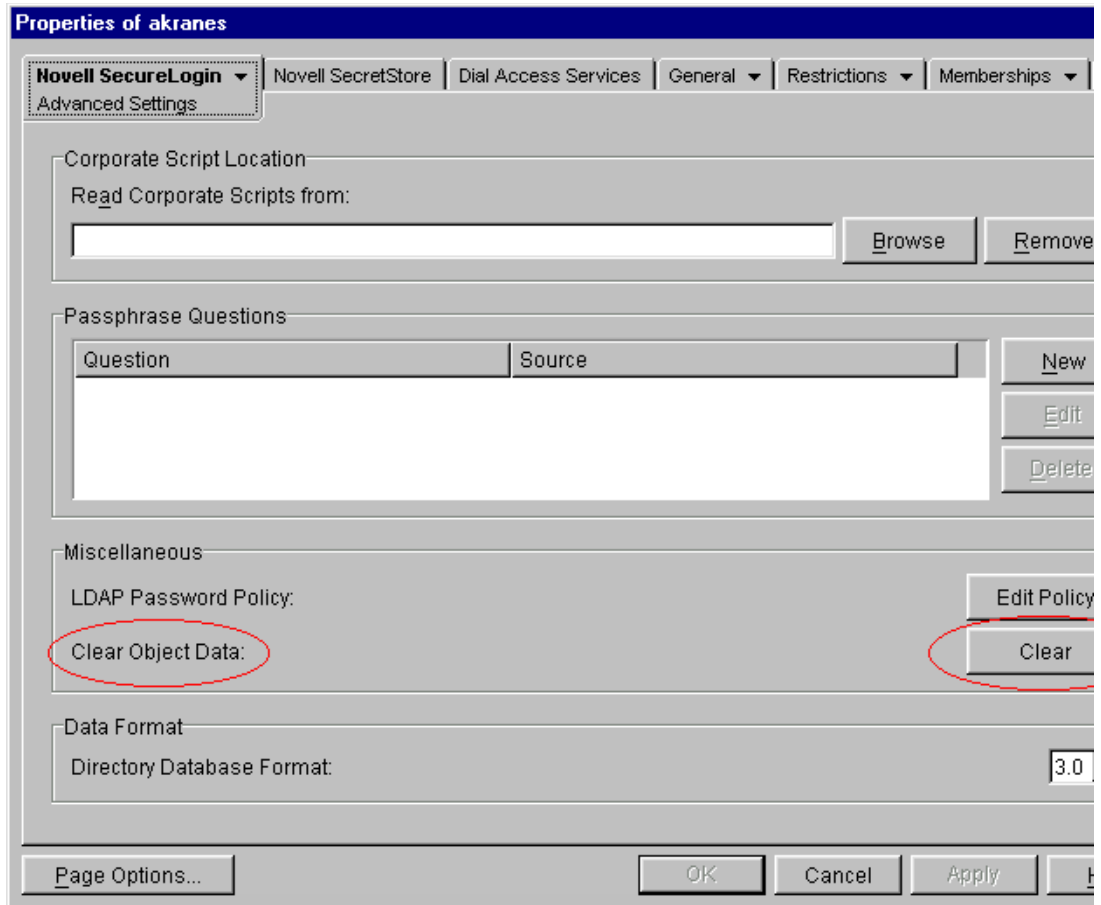 Properties of akranes
Novell SecureLogin Novell SecretStore Dial Access Services General Restrictions Memberships
Advanced Settings
Corporate Script Location
Read Corporate Scripts from:
Browse Remove
Passphrase Questions
Question Source
New
Edit
Delete
Miscellaneous
LDAP Password Policy: Edit Policy
Clear Object Data: Clear
Data Format
Directory Database Format: 3.0
Page Options... OK Cancel Apply